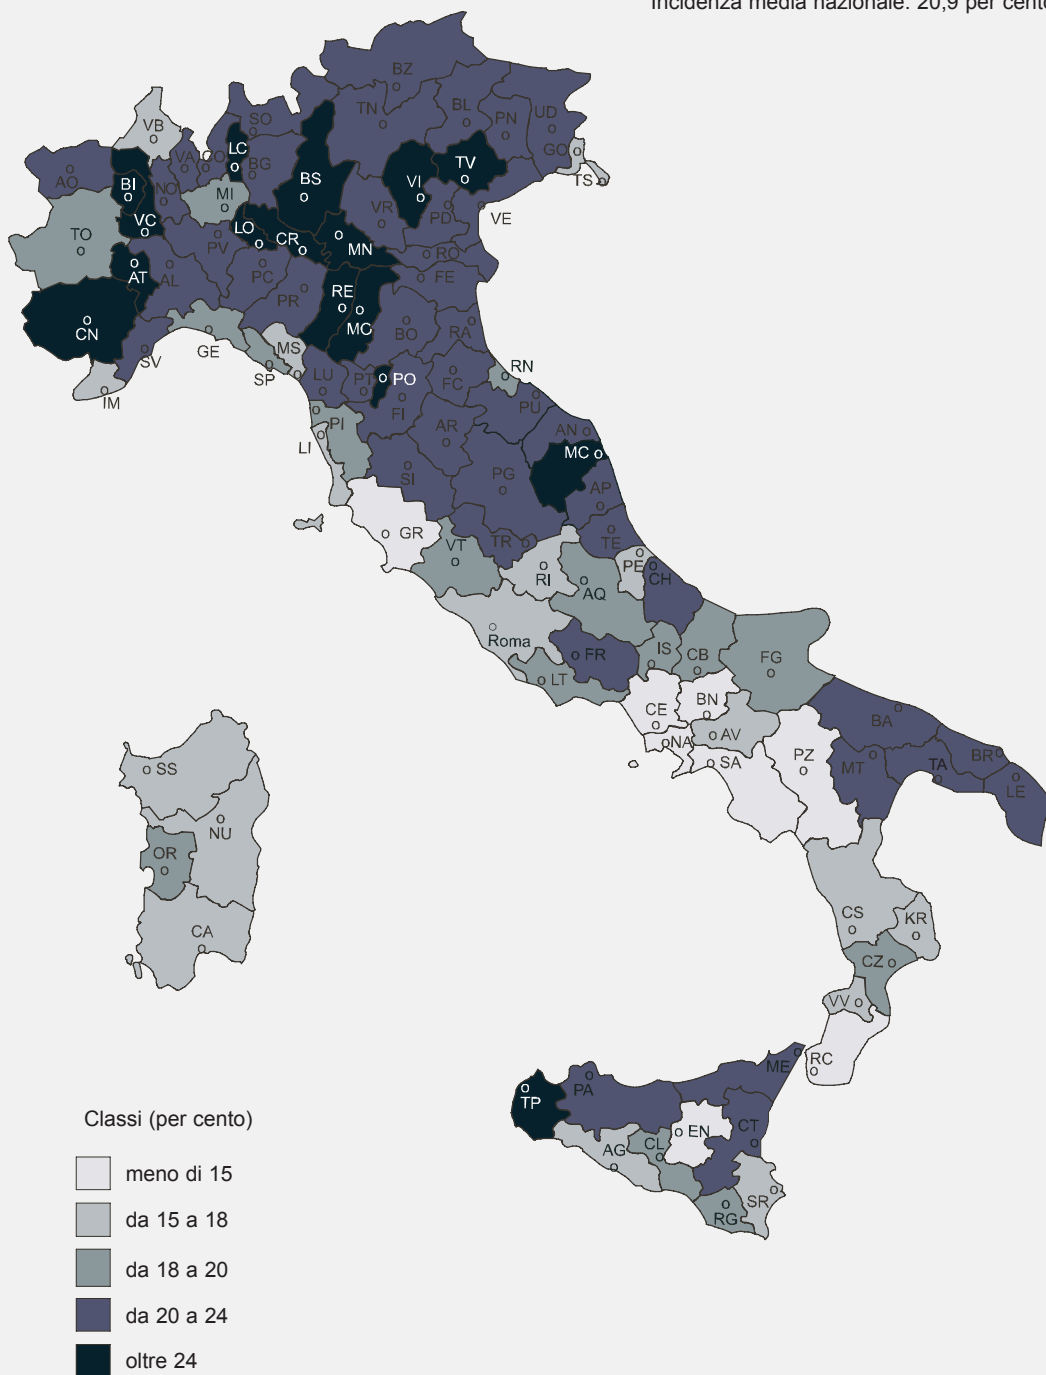 Incidenza media nazionale: 20,9 per cento
BZ
TN
BL
PN
UD
GO
TS
SO
VB
VA
CO
LC
BG
BS
VI
TV
AO
BI
NO
MI
VC
TO
LO
CR
MN
VR
PD
VE
PV
RO
AT
AL
PC
PR
RE
MO
FE
CN
BO
RA
SV
GE
SP
MS
LU
PT
PO
FI
FC
RN
PU
IM
LI
PI
AR
AN
MC
SI
PG
AP
GR
VT
TR
TE
RI
PE
CH
AQ
Roma
FR
LT
IS
CB
FG
CE
BN
NA
AV
SA
PZ
BA
MT
TA
BR
LE
SS
NU
OR
CA
CS
KR
CZ
VV
RC
ME
PA
TP
AG
CL
EN
CT
SR
RG
Classi (per cento)
meno di 15
da 15 a 18
da 18 a 20
da 20 a 24
oltre 24